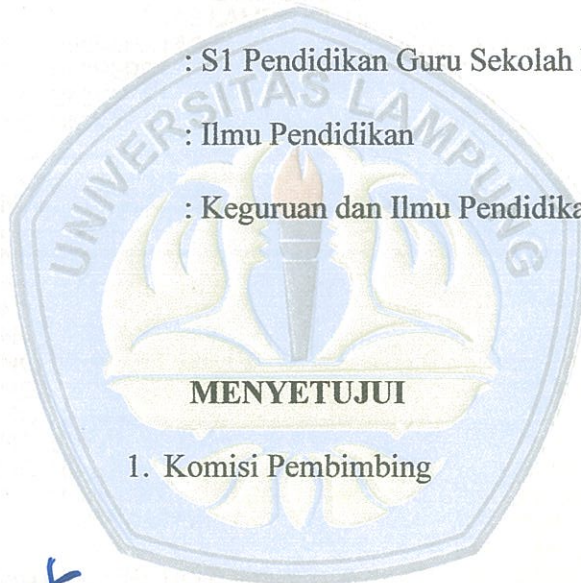 : S1 Pendidikan Guru Sekolah
: Ilmu Pendidikan
: Keguruan dan Ilmu Pendidika
UNIVERSITAS LAMPUNG
MENYETUJUI
1. Komisi Pembimbing